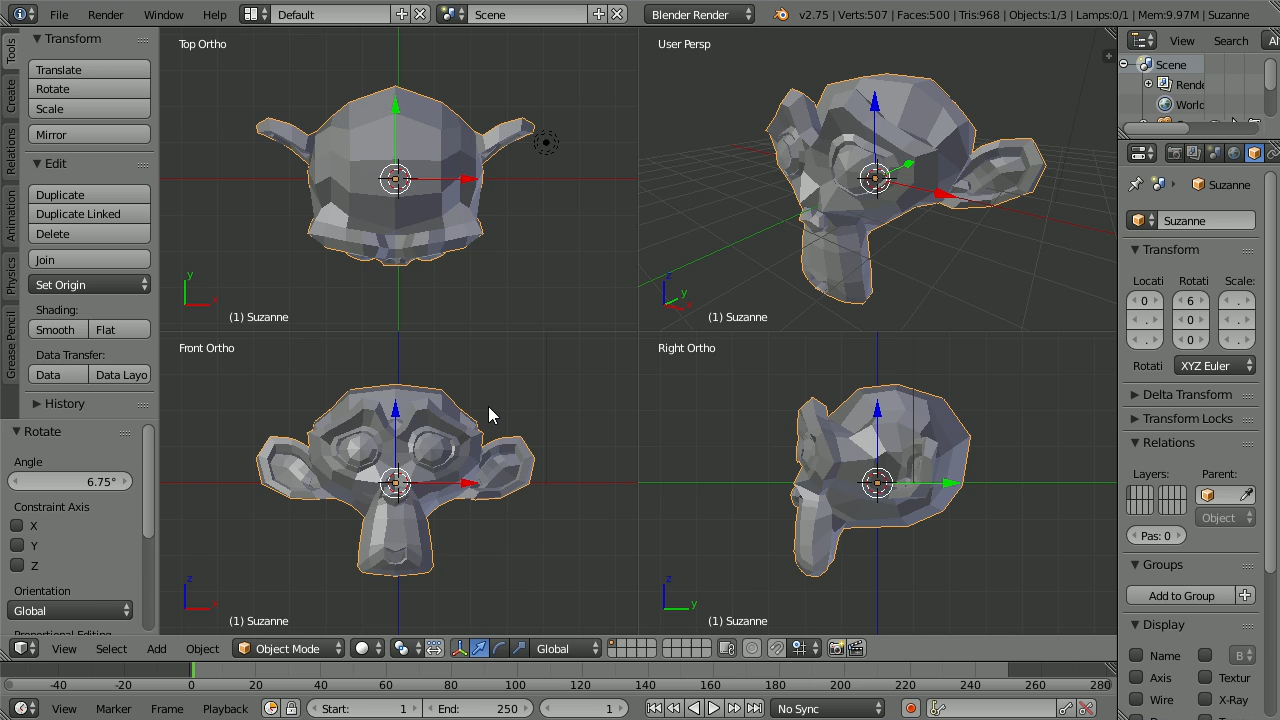 File Render Window Help Default Scene Blender Render v2.75 | Verts:507 | Faces:500 | Tris:968 | Objects:1/3 | Lamps:0/1 | Mem:9.97M | Suzanne
Tools
Create
Relations
Animation
Physics
Grease Pencil
Transform
Translate
Rotate
Scale
Mirror
Edit
Duplicate
Duplicate Linked
Delete
Join
Set Origin
Shading:
Smooth Flat
Data Transfer:
Data Data Layo
History
Rotate
Angle
6.75°
Constraint Axis
X
Y
Z
Orientation
Global
Top Ortho
y
x
(1) Suzanne
User Persp
z
y
x
(1) Suzanne
Front Ortho
z
x
(1) Suzanne
Right Ortho
z
y
(1) Suzanne
View Search Al
Scene
Rende
Worlc
Suzanne
Suzanne
Transform
Locati Rotati Scale:
0 6 .
. 0 .
. 0 .
Rotati XYZ Euler
Delta Transform
Transform Locks
Relations
Layers: Parent:
Object
Pas: 0
Groups
Add to Group
Display
Name B
Axis Textur
Wire X-Ray
View Select Add Object Object Mode Global
-40 -20 0 20 40 60 80 100 120 140 160 180 200 220 240 260 280
View Marker Frame Playback Start: 1 End: 250 1 No Sync